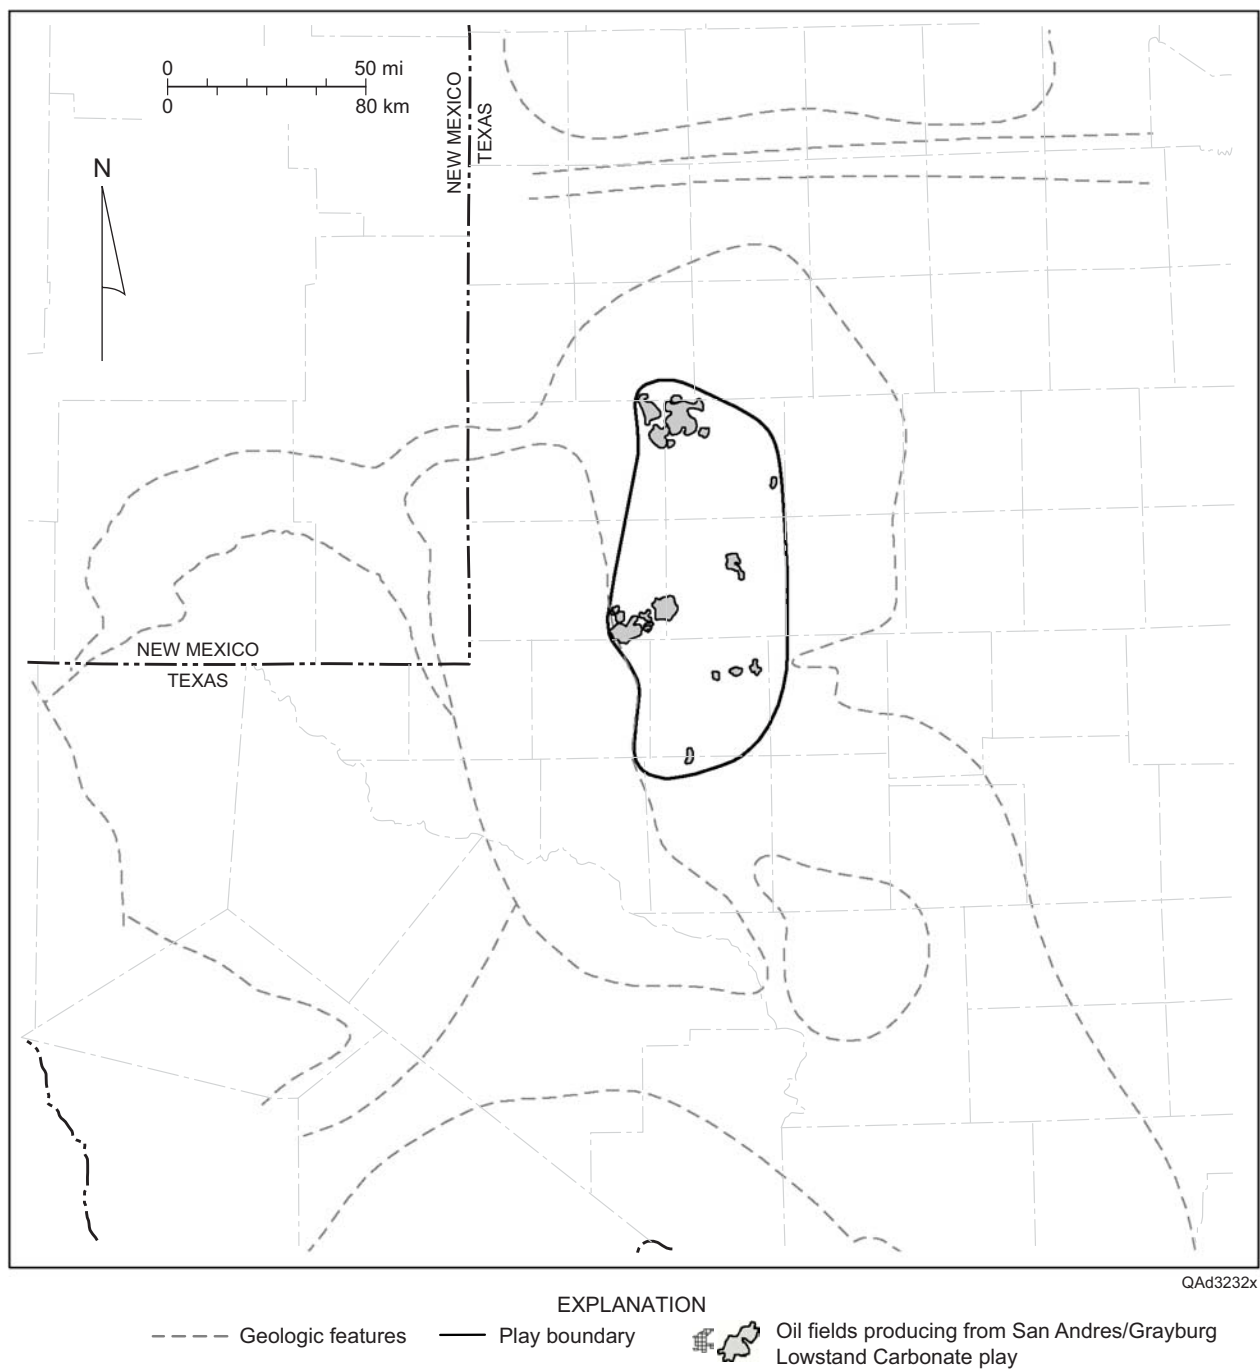 0 50 mi
0 80 km
NEW MEXICO
TEXAS
N
NEW MEXICO
TEXAS
QAd3232x
EXPLANATION
Geologic features
Play boundary
Oil fields producing from San Andres/Grayburg
Lowstand Carbonate play